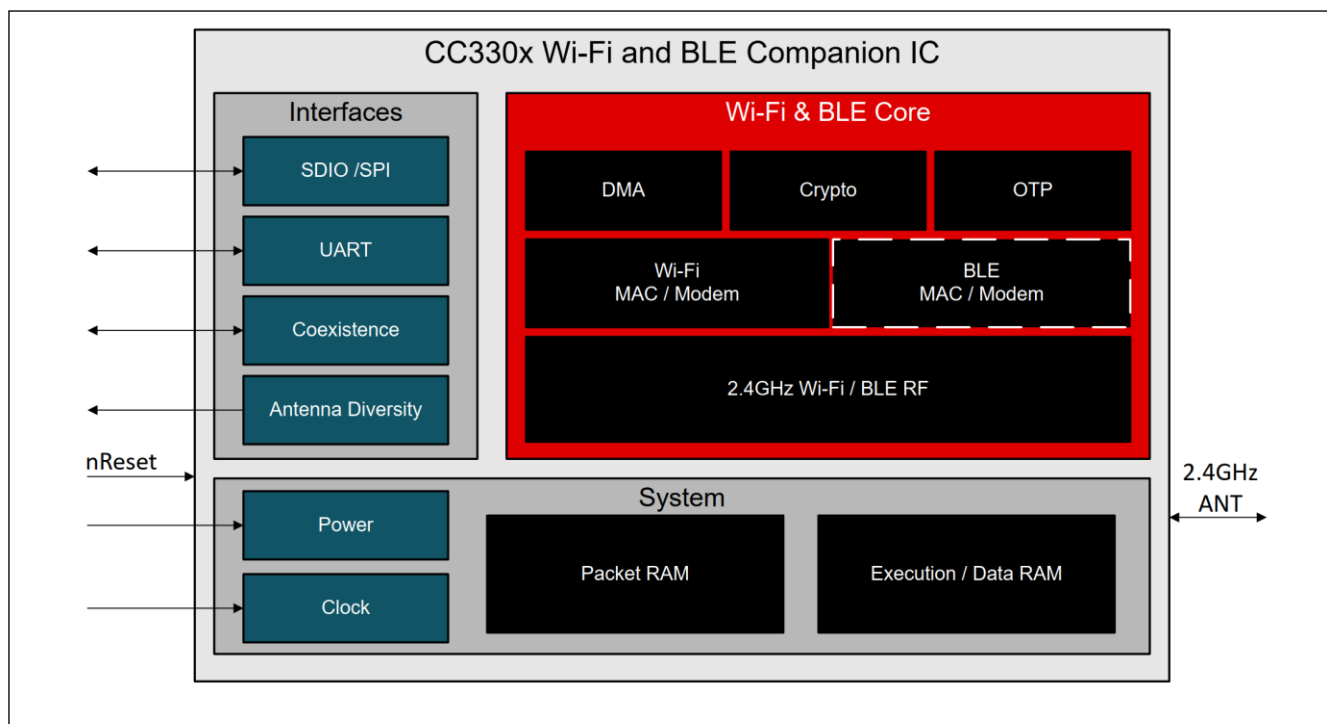 CC330x Wi-Fi and BLE Companion IC
Interfaces
SDIO /SPI
UART
Coexistence
Antenna Diversity
Wi-Fi & BLE Core
DMA
Crypto
OTP
Wi-Fi
MAC / Modem
BLE
MAC / Modem
2.4GHz Wi-Fi / BLE RF
nReset
System
Power
Clock
Packet RAM
Execution / Data RAM
2.4GHz
ANT